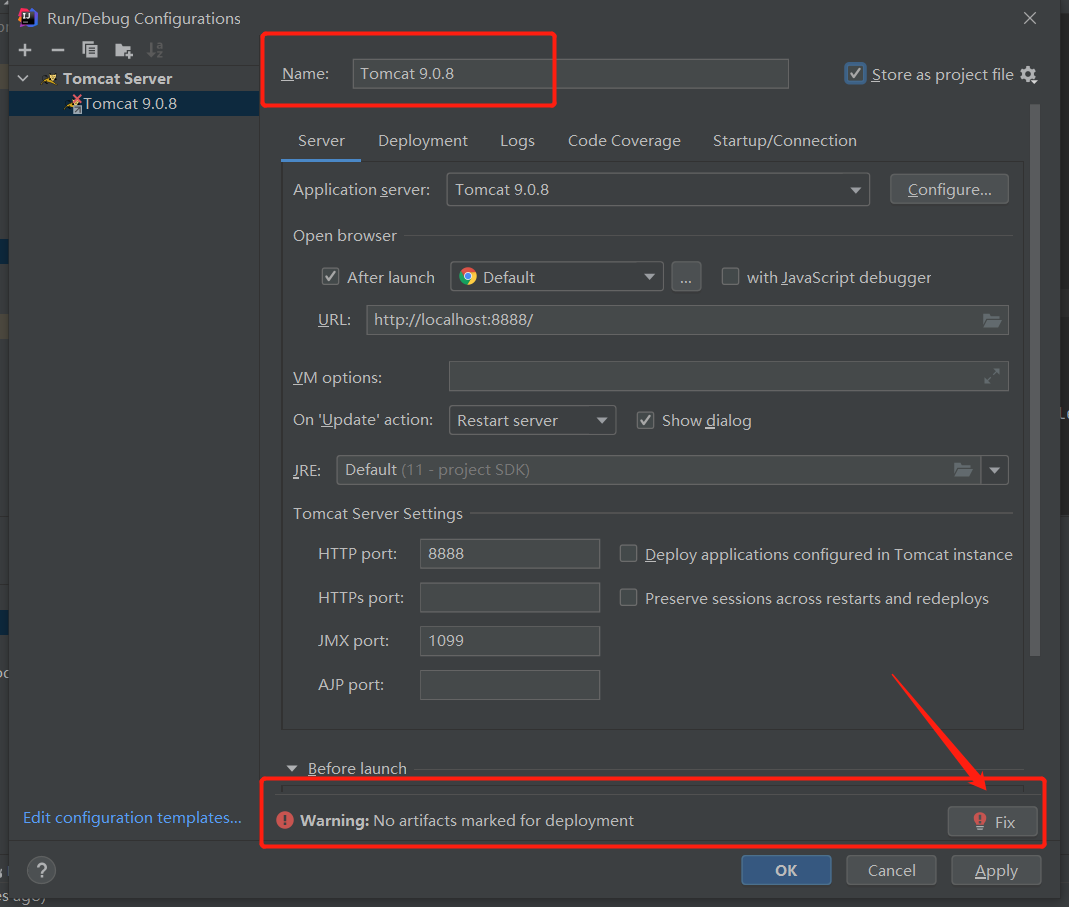 Run/Debug Configurations
Tomcat Server
Tomcat 9.0.8
Name: Tomcat 9.0.8
Store as project file
Server Deployment Logs Code Coverage Startup/Connection
Application server: Tomcat 9.0.8 Configure...
Open browser
After launch Default ... with JavaScript debugger
URL: http://localhost:8888/
VM options:
On 'Update' action: Restart server Show dialog
JRE: Default (11 - project SDK)
Tomcat Server Settings
HTTP port: 8888 Deploy applications configured in Tomcat instance
HTTPs port: Preserve sessions across restarts and redeploys
JMX port: 1099
AJP port:
Before launch
Edit configuration templates...
Warning: No artifacts marked for deployment Fix
? OK Cancel Apply